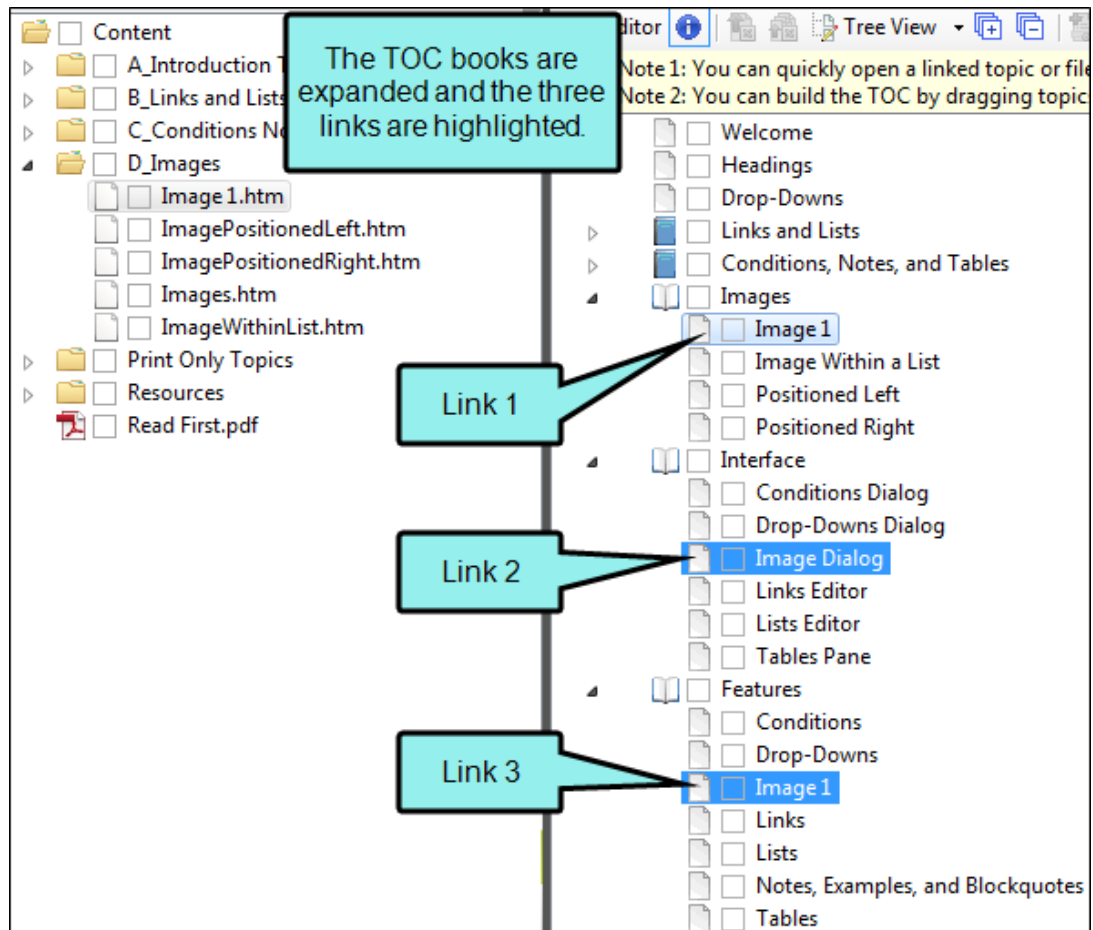 Content
A_Introduction
B_Links and Lists
C_Conditions
D_Images
Image 1.htm
ImagePositionedLeft.htm
ImagePositionedRight.htm
Images.htm
ImageWithinList.htm
Print Only Topics
Resources
Read First.pdf
The TOC books are
expanded and the three
links are highlighted.
Link 1
Link 2
Link 3
Tree View
Note 1: You can quickly open a linked topic or file
Note 2: You can build the TOC by dragging topic
Welcome
Headings
Drop-Downs
Links and Lists
Conditions, Notes, and Tables
Images
Image 1
Image Within a List
Positioned Left
Positioned Right
Interface
Conditions Dialog
Drop-Downs Dialog
Image Dialog
Links Editor
Lists Editor
Tables Pane
Features
Conditions
Drop-Downs
Image 1
Links
Lists
Notes, Examples, and Blockquotes
Tables